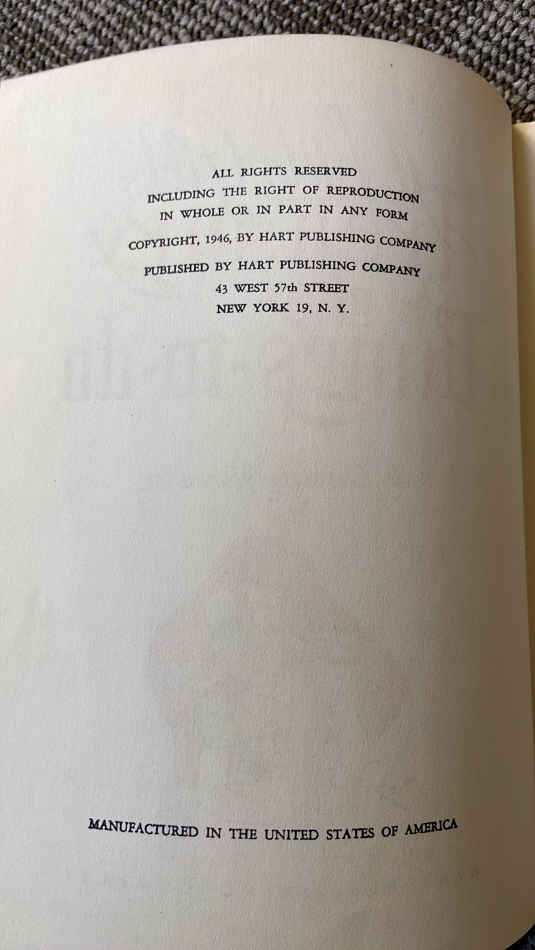 ALL RIGHTS RESERVED
INCLUDING THE RIGHT OF REPRODUCTION
IN WHOLE OR IN PART IN ANY FORM
COPYRIGHT, 1946, BY HART PUBLISHING COMPANY
PUBLISHED BY HART PUBLISHING COMPANY
43 WEST 57th STREET
NEW YORK 19, N. Y.
MANUFACTURED IN THE UNITED STATES OF AMERICA